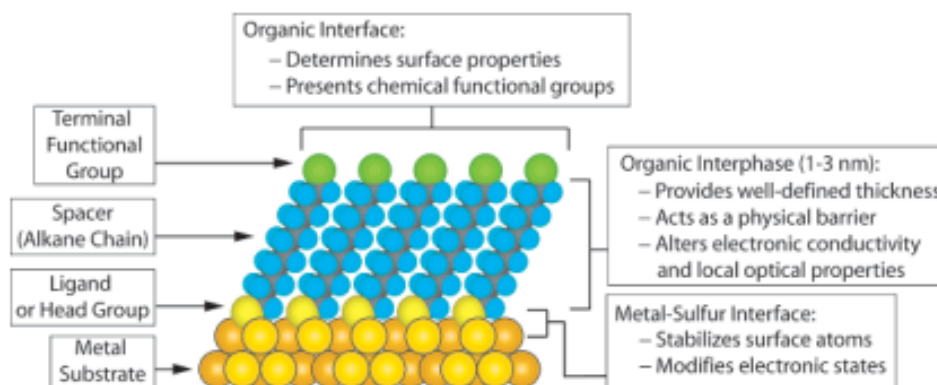 Organic Interface:
– Determines surface properties
– Presents chemical functional groups
Terminal
Functional
Group
Spacer
(Alkane Chain)
Ligand
or Head Group
Metal
Substrate
Organic Interphase (1-3 nm):
– Provides well-defined thickness
– Acts as a physical barrier
– Alters electronic conductivity
and local optical properties
Metal-Sulfur Interface:
– Stabilizes surface atoms
– Modifies electronic states